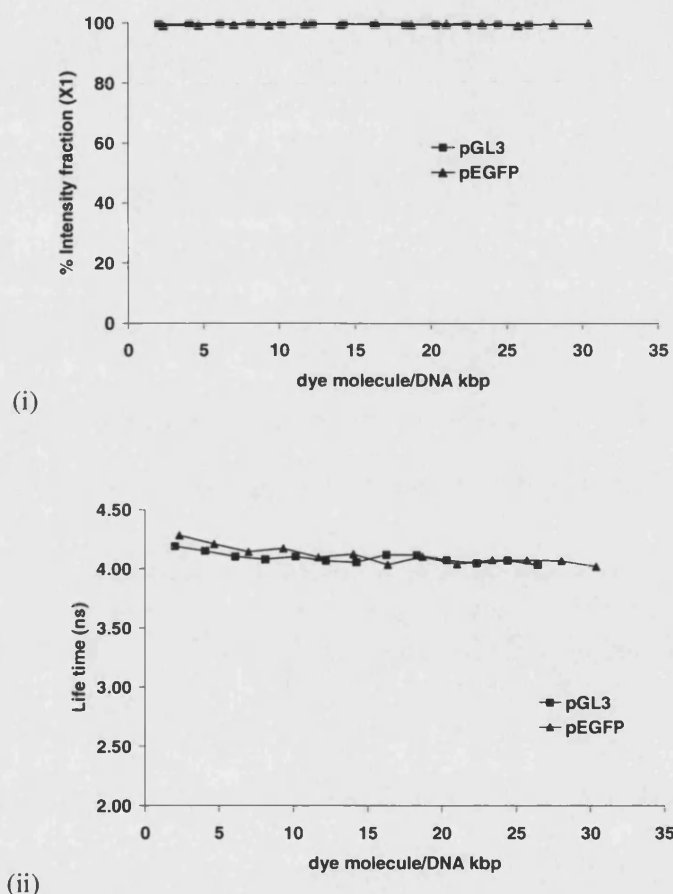 100
80
60
40
20
0
% Intensity fraction (X1)
pGL3
pEGFP
0 5 10 15 20 25 30 35
dye molecule/DNA kbp
(i)
4.50
4.00
3.50
3.00
2.50
2.00
Life time (ns)
pGL3
pEGFP
0 5 10 15 20 25 30 35
dye molecule/DNA kbp
(ii)